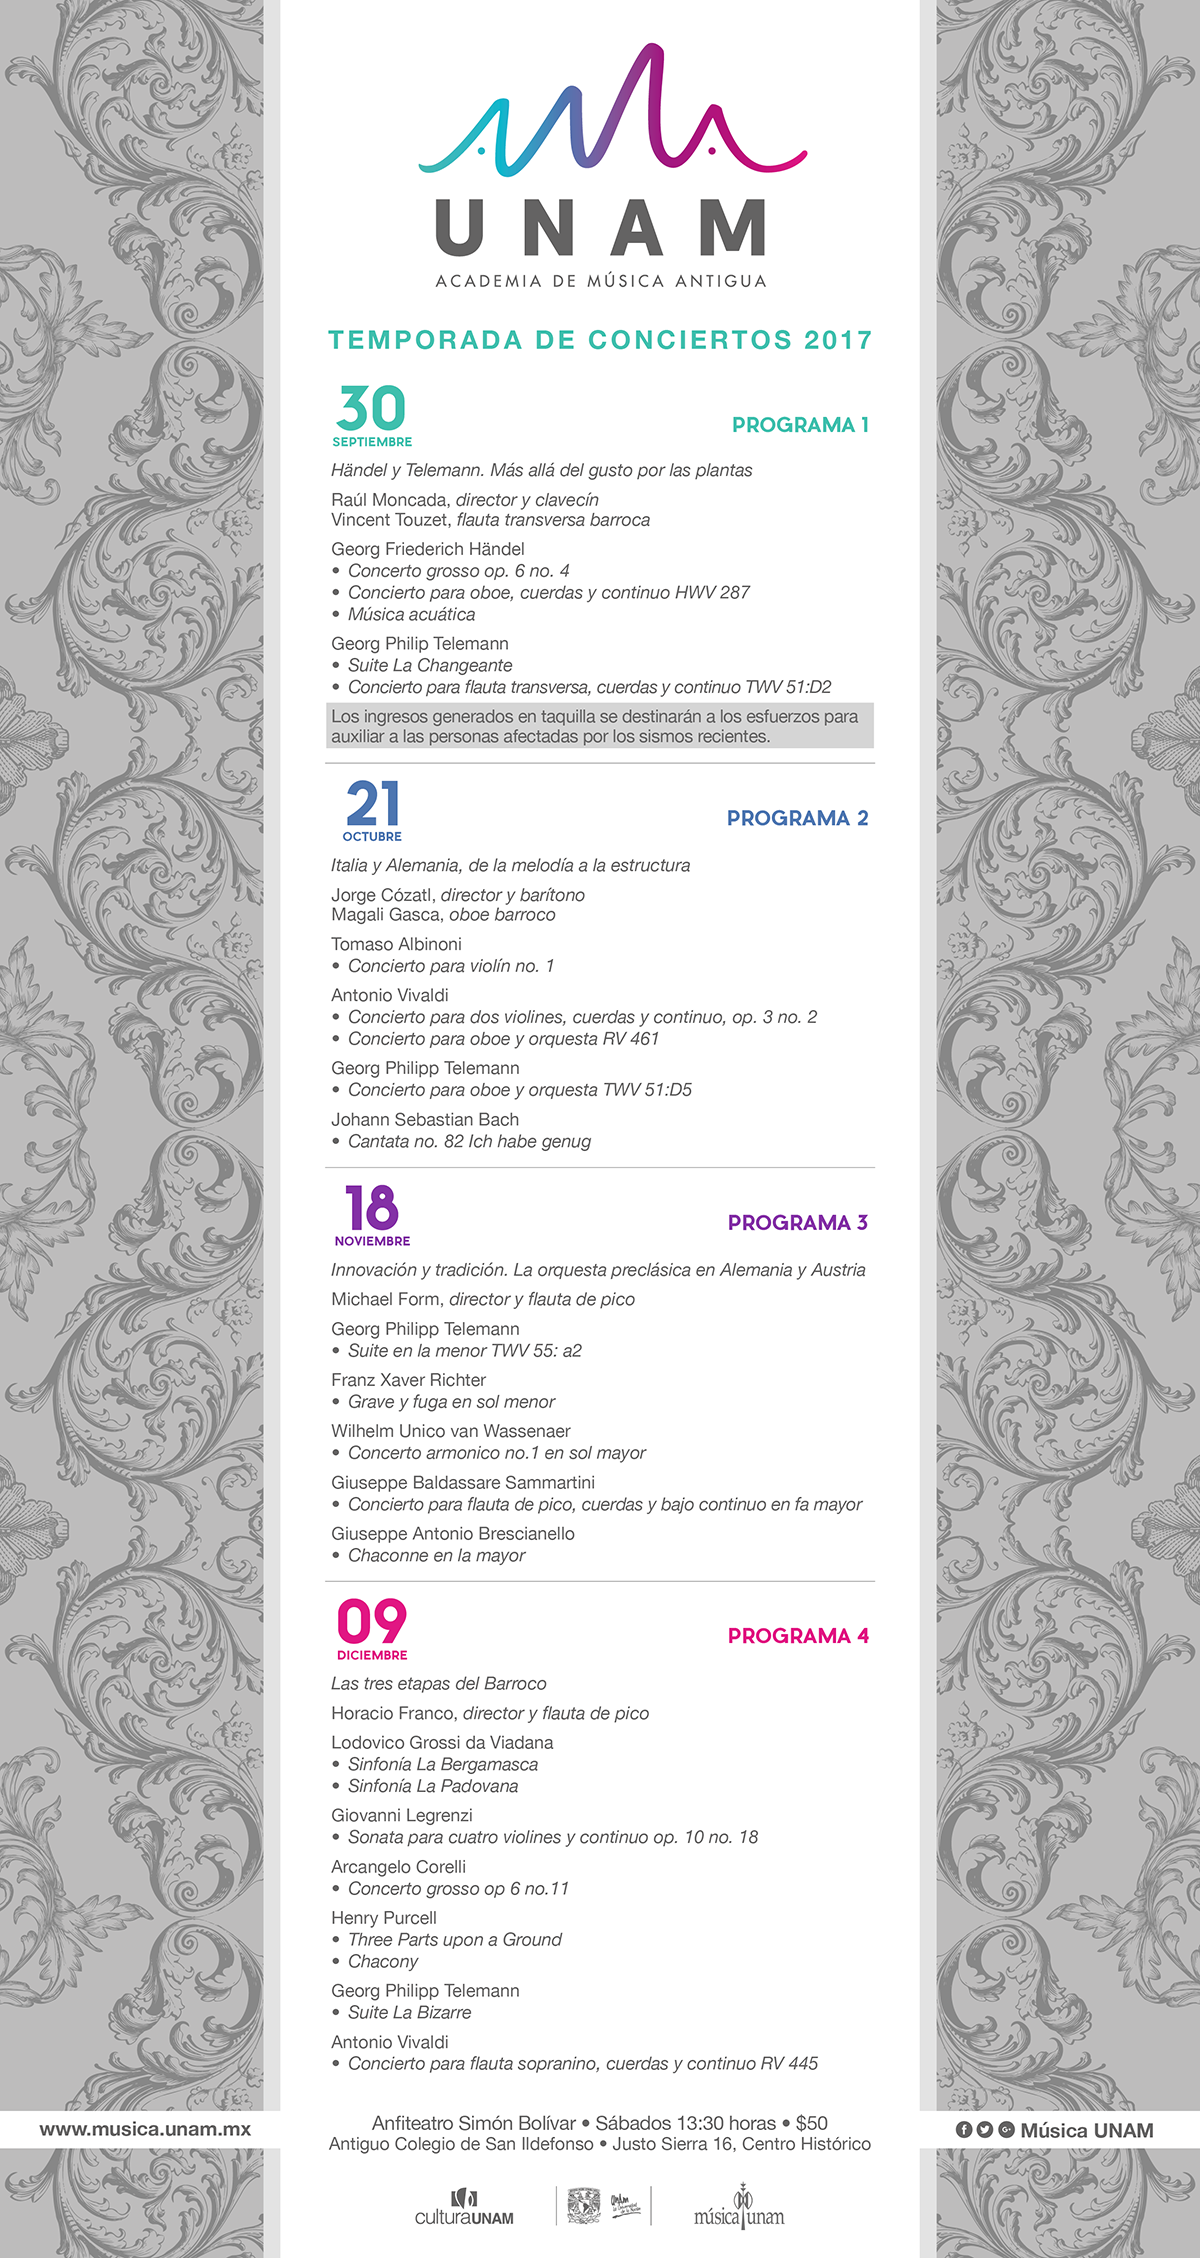 UNAM
ACADEMIA DE MÚSICA ANTIGUA
TEMPORADA DE CONCIERTOS 2017
30
SEPTIEMBRE
PROGRAMA 1
Händel y Telemann. Más allá del gusto por las plantas
Raúl Moncada, director y clavecín
Vincent Touzet, flauta transversa barroca
Georg Friederich Händel
• Concerto grosso op. 6 no. 4
• Concierto para oboe, cuerdas y continuo HWV 287
• Música acuática
Georg Philip Telemann
• Suite La Changeante
• Concierto para flauta transversa, cuerdas y continuo TWV 51:D2
Los ingresos generados en taquilla se destinarán a los esfuerzos para
auxiliar a las personas afectadas por los sismos recientes.
21
OCTUBRE
PROGRAMA 2
Italia y Alemania, de la melodía a la estructura
Jorge Cózatl, director y barítono
Magali Gasca, oboe barroco
Tomaso Albinoni
• Concierto para violín no. 1
Antonio Vivaldi
• Concierto para dos violines, cuerdas y continuo, op. 3 no. 2
• Concierto para oboe y orquesta RV 461
Georg Philipp Telemann
• Concierto para oboe y orquesta TWV 51:D5
Johann Sebastian Bach
• Cantata no. 82 Ich habe genug
18
NOVIEMBRE
PROGRAMA 3
Innovación y tradición. La orquesta preclásica en Alemania y Austria
Michael Form, director y flauta de pico
Georg Philipp Telemann
• Suite en la menor TWV 55: a2
Franz Xaver Richter
• Grave y fuga en sol menor
Wilhelm Unico van Wassenaer
• Concerto armonico no.1 en sol mayor
Giuseppe Baldassare Sammartini
• Concierto para flauta de pico, cuerdas y bajo continuo en fa mayor
Giuseppe Antonio Brescianello
• Chaconne en la mayor
09
DICIEMBRE
PROGRAMA 4
Las tres etapas del Barroco
Horacio Franco, director y flauta de pico
Lodovico Grossi da Viadana
• Sinfonía La Bergamasca
• Sinfonía La Padovana
Giovanni Legrenzi
• Sonata para cuatro violines y continuo op. 10 no. 18
Arcangelo Corelli
• Concerto grosso op 6 no.11
Henry Purcell
• Three Parts upon a Ground
• Chacony
Georg Philipp Telemann
• Suite La Bizarre
Antonio Vivaldi
• Concierto para flauta sopranino, cuerdas y continuo RV 445
www.musica.unam.mx
Anfiteatro Simón Bolívar • Sábados 13:30 horas • $50
Antiguo Colegio de San Ildefonso • Justo Sierra 16, Centro Histórico
Música UNAM
culturaUNAM
música unam